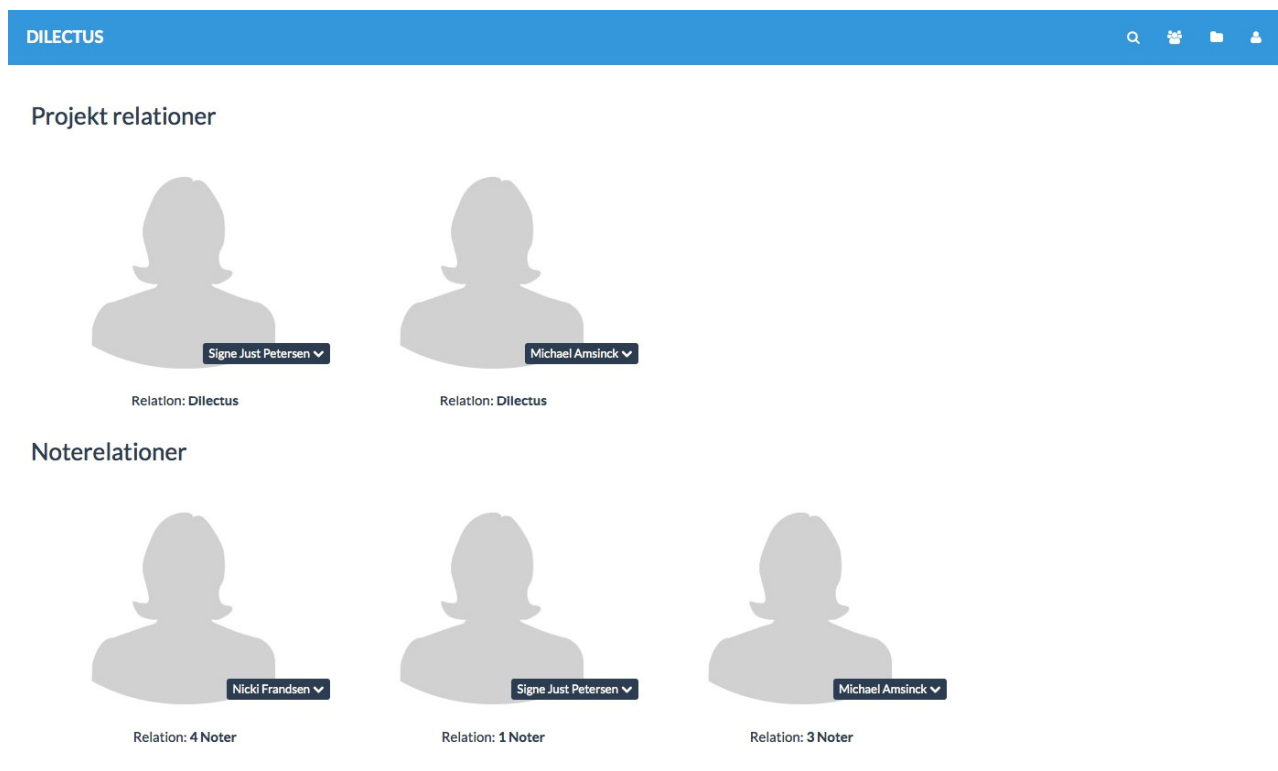 DILECTUS
Projekt relationer
Signe Just Petersen
Michael Amsinck
Relation: Dilectus
Relation: Dilectus
Noterelationer
Nicki Frandsen
Signe Just Petersen
Michael Amsinck
Relation: 4 Noter
Relation: 1 Noter
Relation: 3 Noter